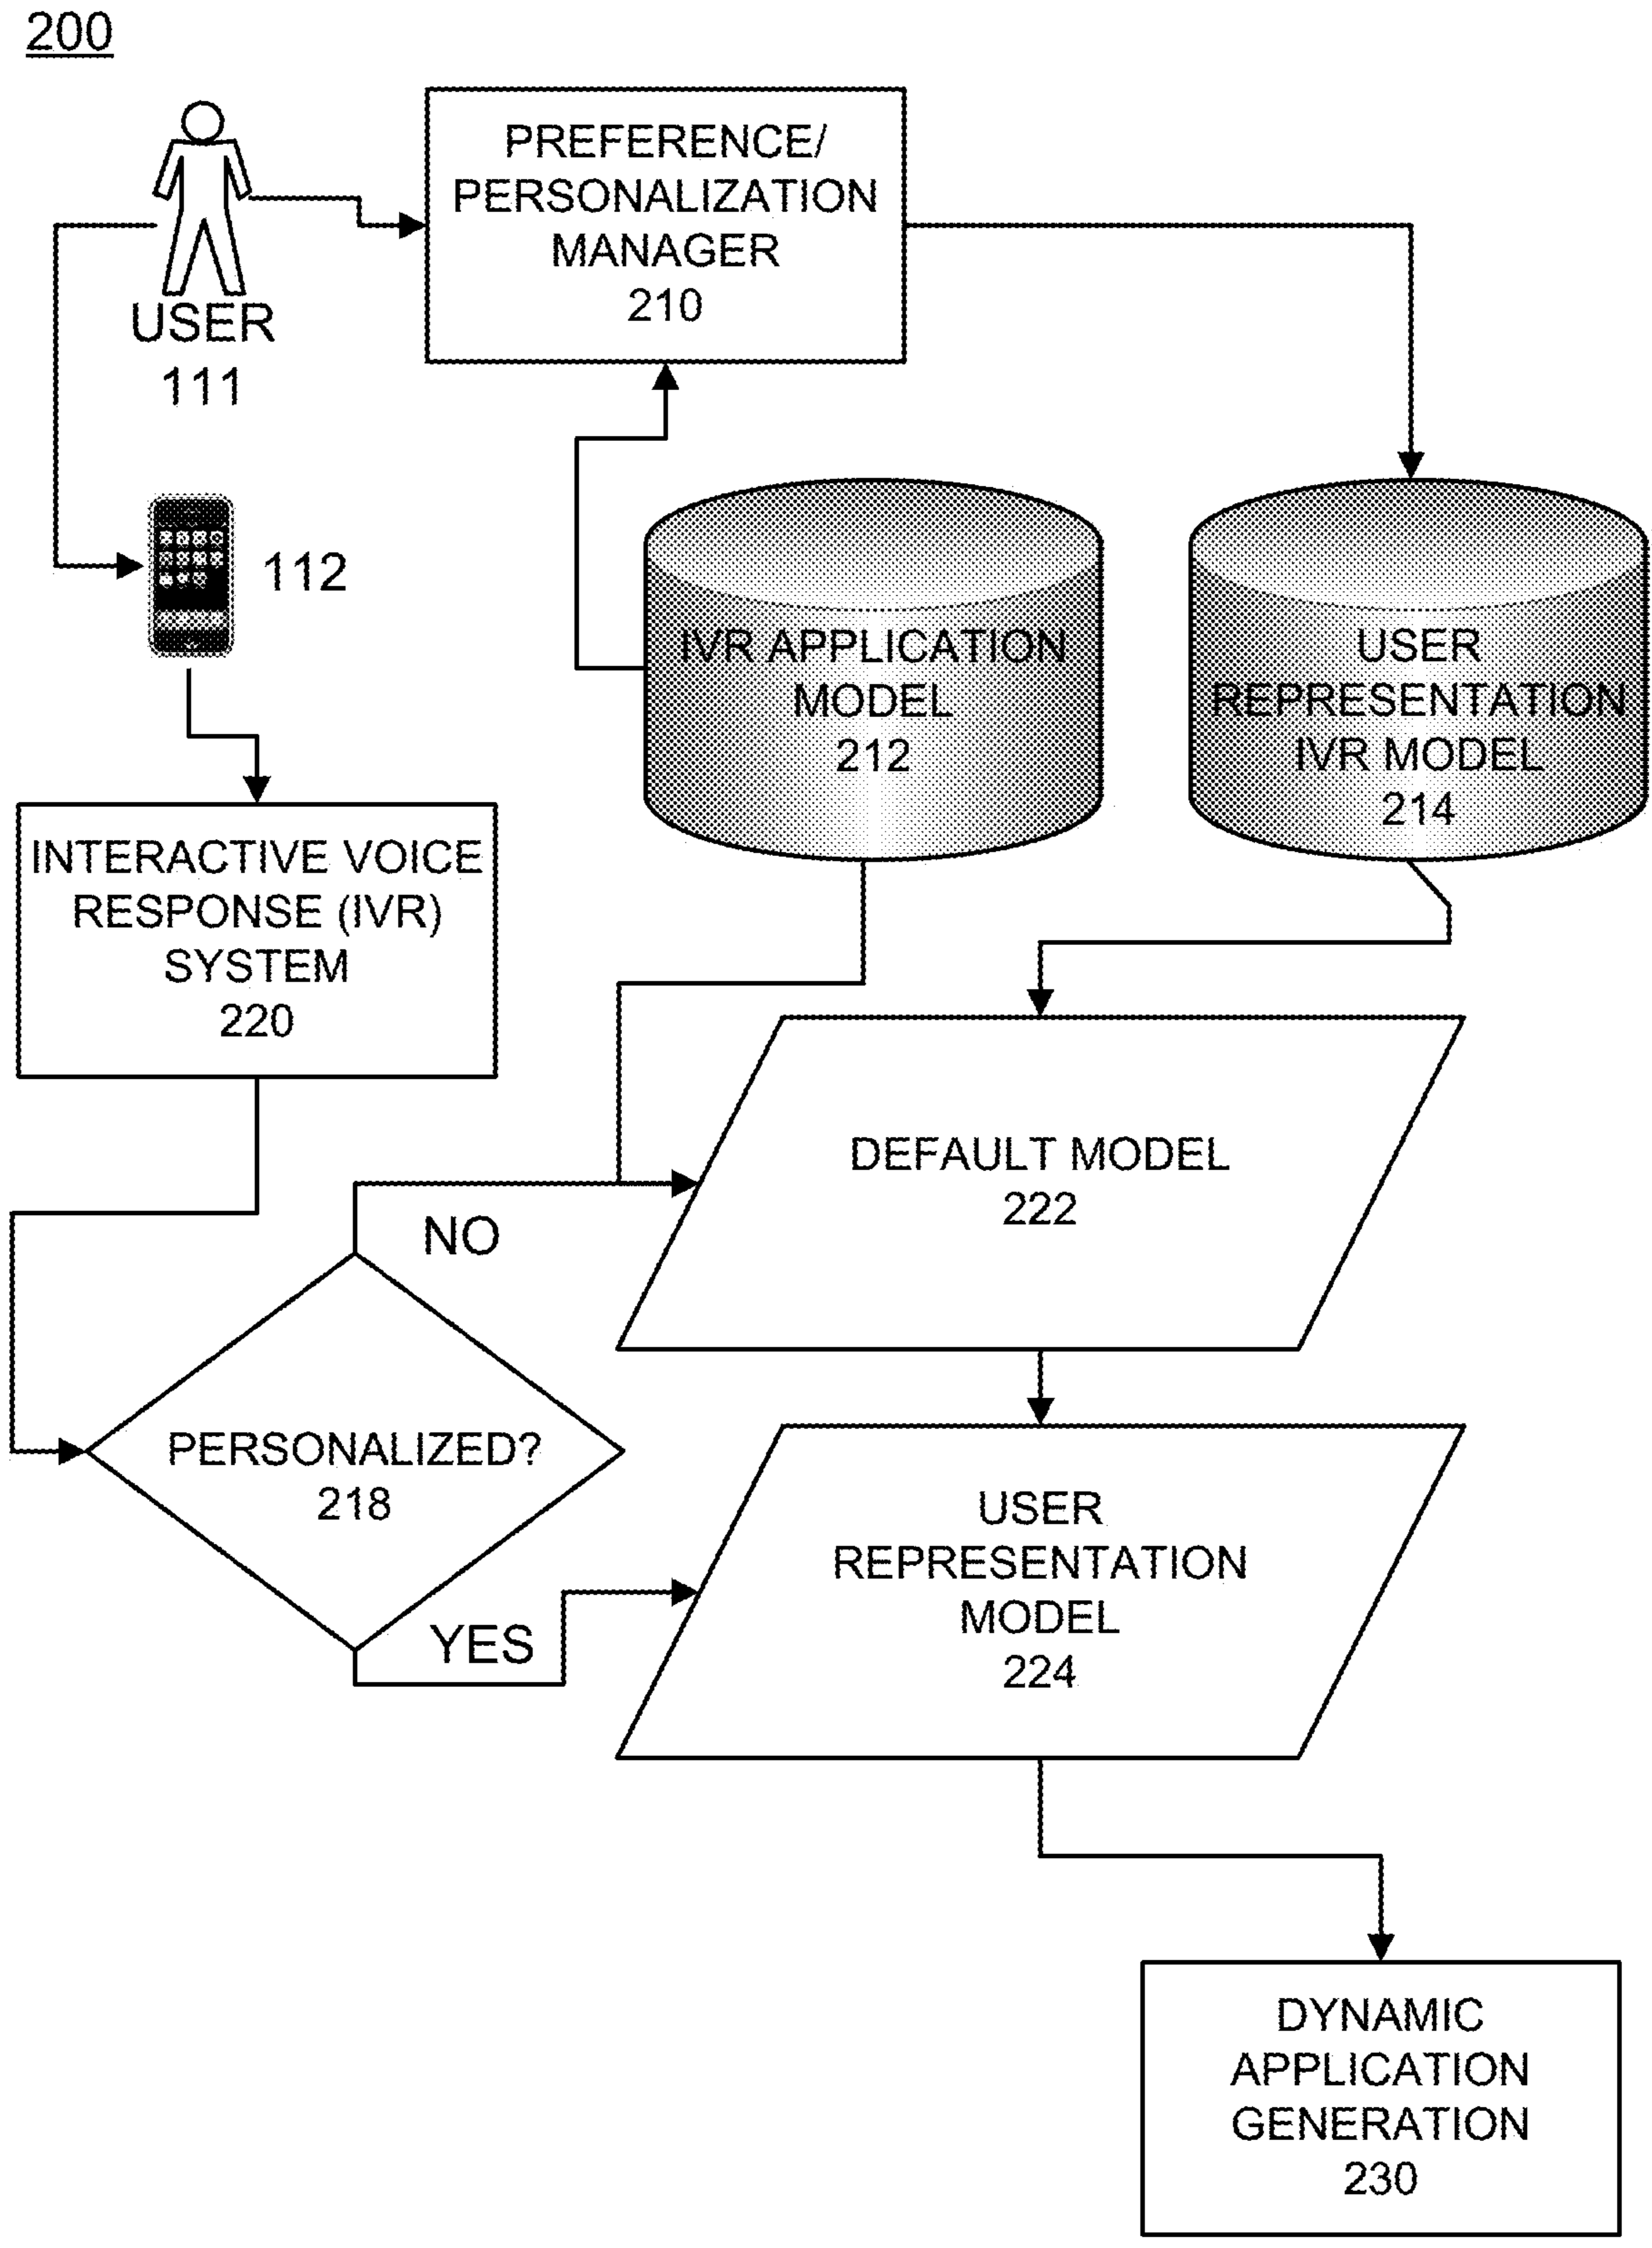 200
PREFERENCE/
PERSONALIZATION
MANAGER
210
USER
111
112
IVR APPLICATION
MODEL
212
USER
REPRESENTATION
IVR MODEL
214
INTERACTIVE VOICE
RESPONSE (IVR)
SYSTEM
220
DEFAULT MODEL
222
NO
PERSONALIZED?
218
YES
USER
REPRESENTATION
MODEL
224
DYNAMIC
APPLICATION
GENERATION
230